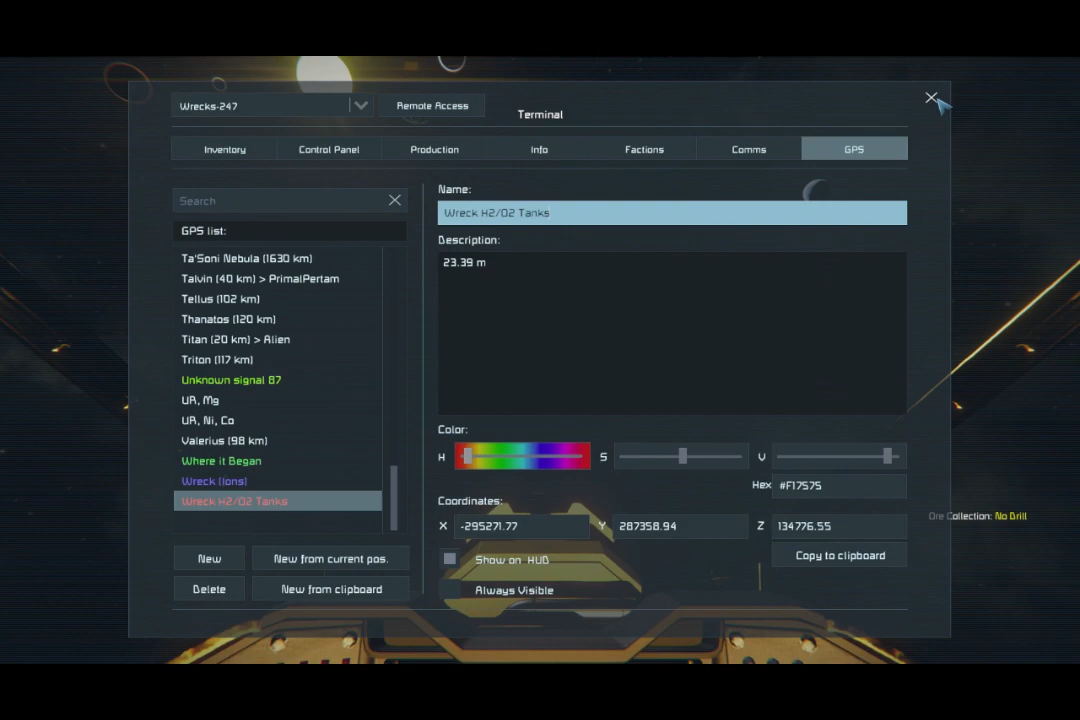 Wrecks-247
Remote Access
Terminal
Inventory
Control Panel
Production
Info
Factions
Comms
GPS
Search
GPS list:
Ta'Soni Nebula (1630 km)
Talvin (40 km) > PrimalPertam
Tellus (102 km)
Thanatos (120 km)
Titan (20 km) > Alien
Triton (117 km)
Unknown signal 87
UR, Mg
UR, Ni, Co
Valerius (98 km)
Where it Began
Wreck (Ions)
Wreck H2/O2 Tanks
New
New from current pos.
Delete
New from clipboard
Name:
Wreck H2/O2 Tanks
Description:
23.39 m
Color:
H
S
V
Hex #F17575
Coordinates:
X -295271.77
Y 287358.94
Z 134776.55
Show on HUD
Copy to clipboard
Always Visible
Ore Collection: No Drill